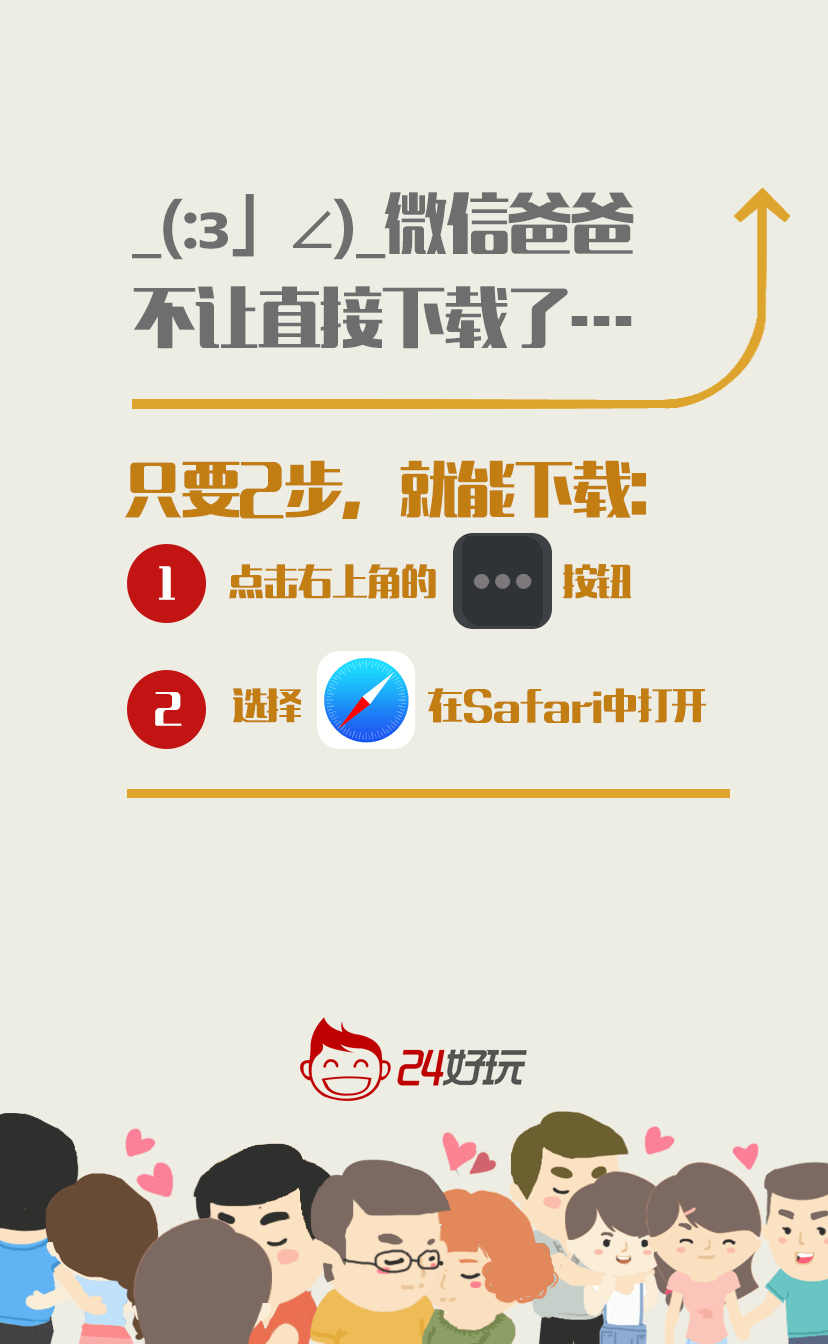 _(:з」∠)_微信爸爸
不让直接下载了…
只要2步，就能下载:
1 点击右上角的 按钮
2 选择 在Safari中打开
24好玩